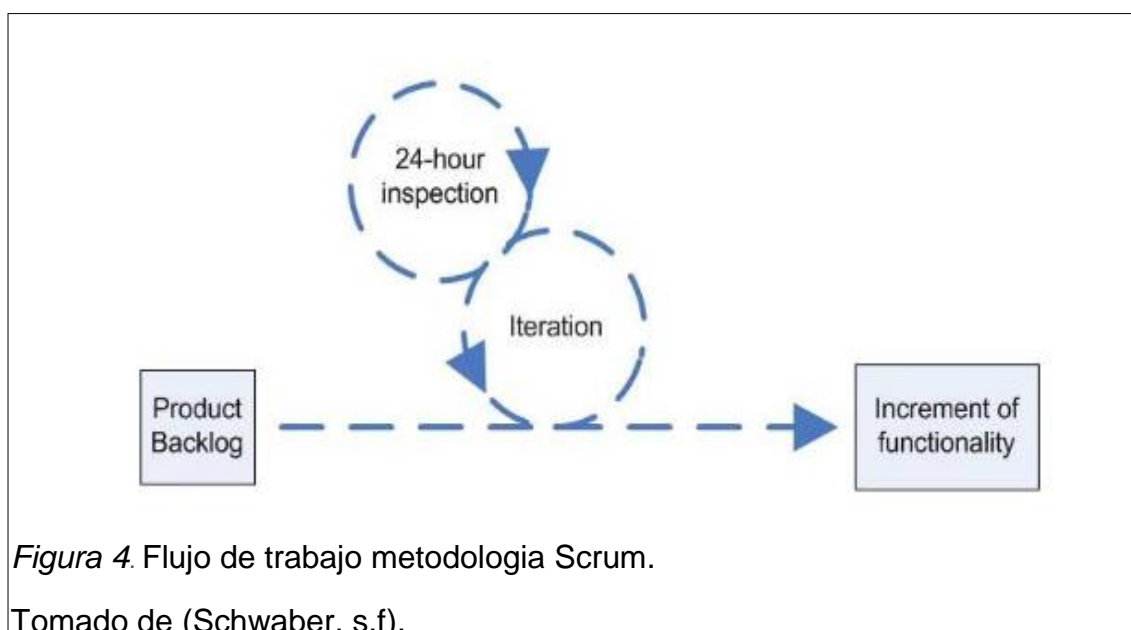 24-hour
inspection
Iteration
Product
Backlog
Increment of
functionality
Figura 4. Flujo de trabajo metodologia Scrum.
Tomado de (Schwaber, s.f).